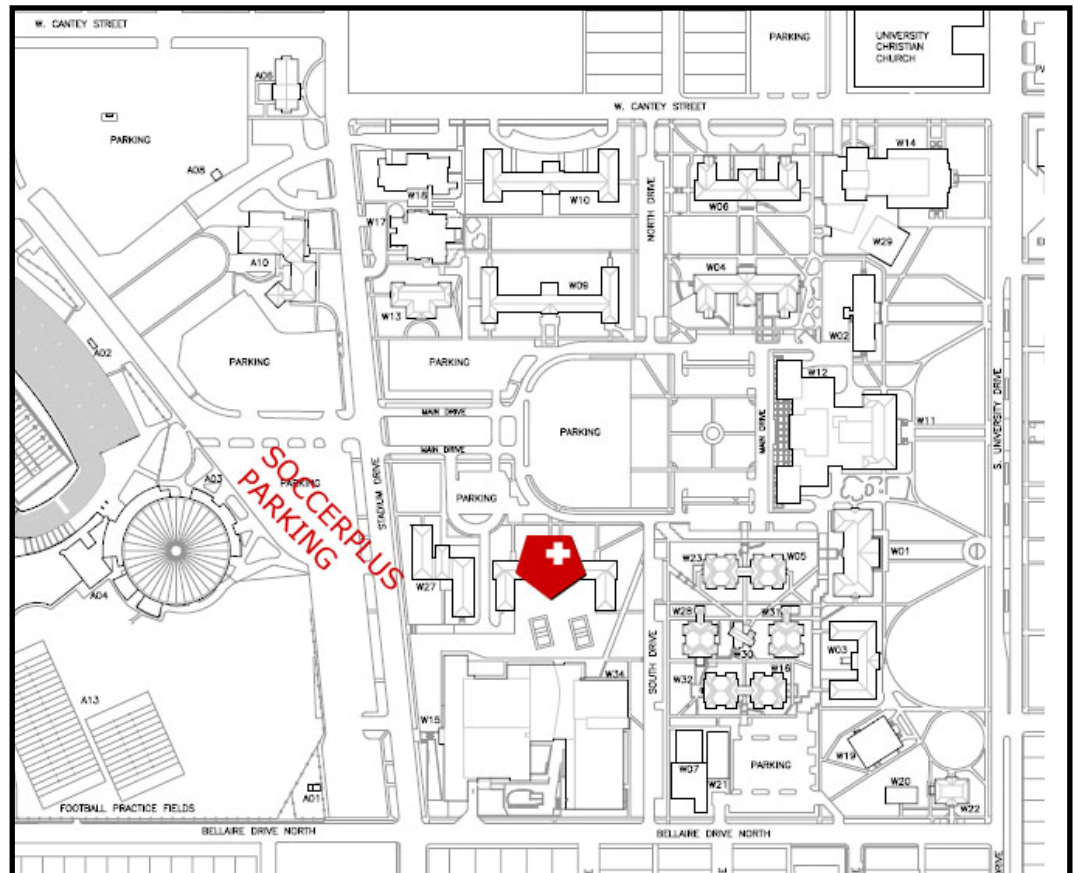 W. CANTEY STREET
PARKING
UNIVERSITY
CHRISTIAN
CHURCH
A06
W. CANTEY STREET
PARKING
W14
A08
W18
W10
W06
W17
NORTH DRIVE
W29
A10
W04
W09
W13
W02
A02
PARKING
PARKING
W12
S. UNIVERSITY DRIVE
MAIN DRIVE
W11
PARKING
MAIN DRIVE
MAIN DRIVE
SOCCERPLUS
PARKING
A03
PARKING
STADIUM DRIVE
PARKING
W01
W23
W05
W27
A04
W28
W31
W30
W03
SOUTH DRIVE
W34
W32
W16
A13
W15
W19
PARKING
W07
W21
W20
W22
A01
FOOTBALL PRACTICE FIELDS
BELLAIRE DRIVE NORTH
BELLAIRE DRIVE NORTH
DRIVE